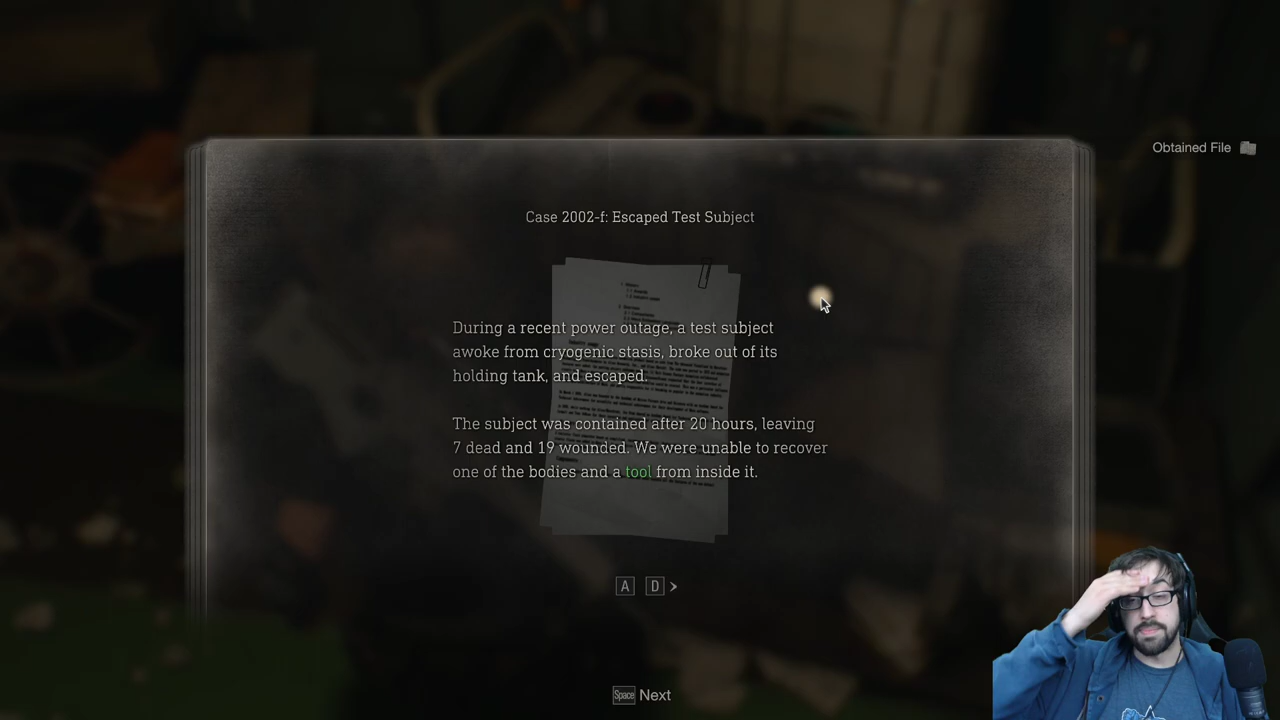 Obtained File
Case 2002-f: Escaped Test Subject
During a recent power outage, a test subject
awoke from cryogenic stasis, broke out of its
holding tank, and escaped.
The subject was contained after 20 hours, leaving
7 dead and 19 wounded. We were unable to recover
one of the bodies and a tool from inside it.
A D >
Space Next